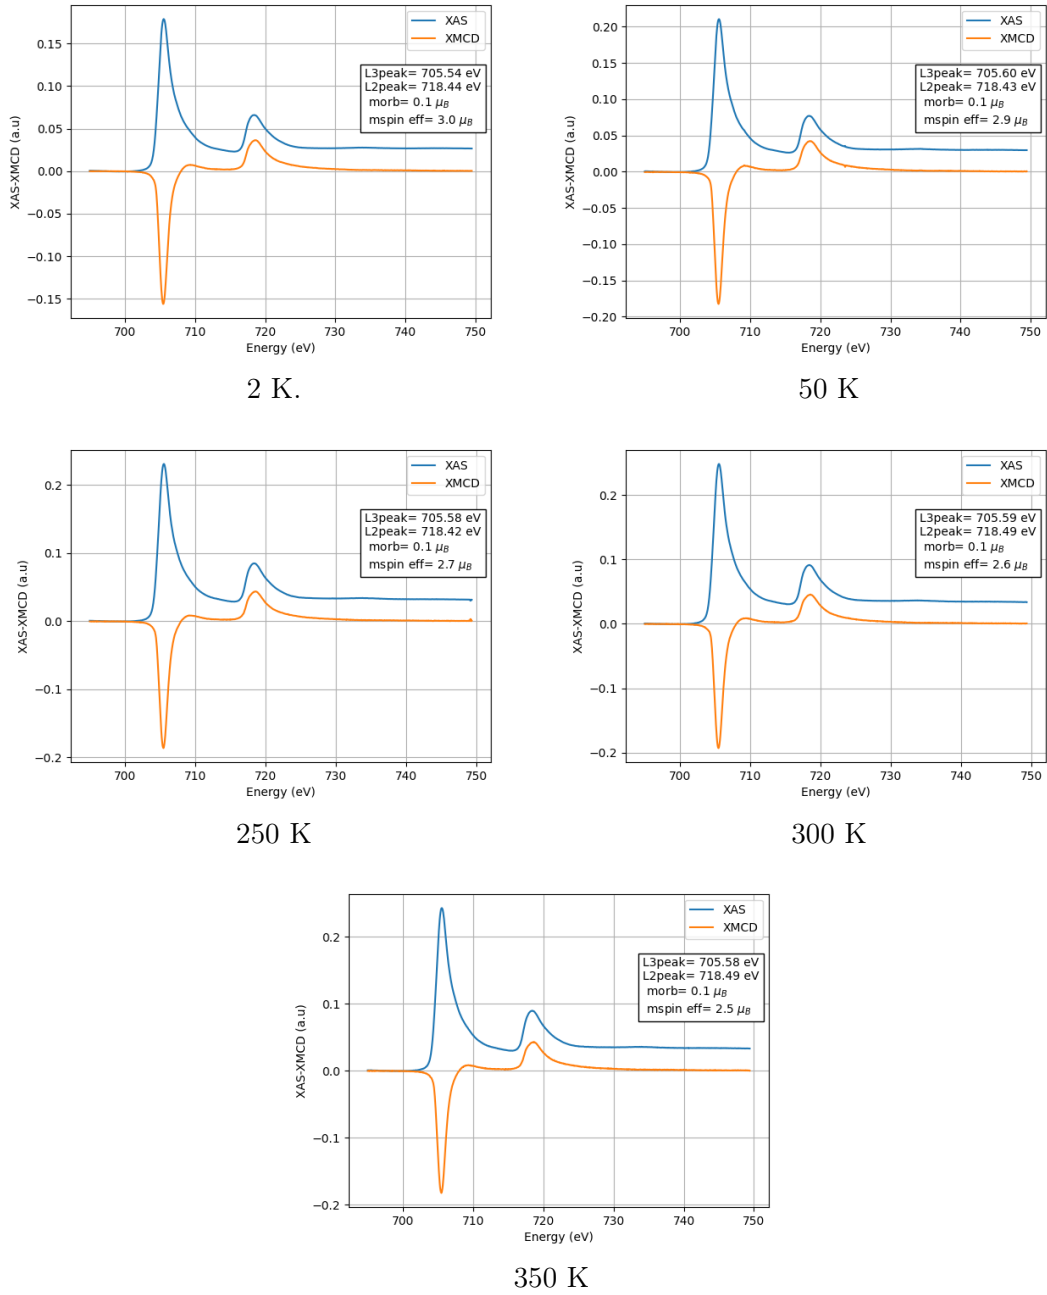 XAS
XMCD
L3peak= 705.54 eV
L2peak= 718.44 eV
morb= 0.1 μB
mspin eff= 3.0 μB
0.15
0.10
0.05
0.00
−0.05
−0.10
−0.15
XAS-XMCD (a.u)
700 710 720 730 740 750
Energy (eV)
2 K.
XAS
XMCD
L3peak= 705.60 eV
L2peak= 718.43 eV
morb= 0.1 μB
mspin eff= 2.9 μB
0.20
0.15
0.10
0.05
0.00
−0.05
−0.10
−0.15
−0.20
XAS-XMCD (a.u)
700 710 720 730 740 750
Energy (eV)
50 K
XAS
XMCD
L3peak= 705.58 eV
L2peak= 718.42 eV
morb= 0.1 μB
mspin eff= 2.7 μB
0.2
0.1
0.0
−0.1
−0.2
XAS-XMCD (a.u)
700 710 720 730 740 750
Energy (eV)
250 K
XAS
XMCD
L3peak= 705.59 eV
L2peak= 718.49 eV
morb= 0.1 μB
mspin eff= 2.6 μB
0.2
0.1
0.0
−0.1
−0.2
XAS-XMCD (a.u)
700 710 720 730 740 750
Energy (eV)
300 K
XAS
XMCD
L3peak= 705.58 eV
L2peak= 718.49 eV
morb= 0.1 μB
mspin eff= 2.5 μB
0.2
0.1
0.0
−0.1
−0.2
XAS-XMCD (a.u)
700 710 720 730 740 750
Energy (eV)
350 K